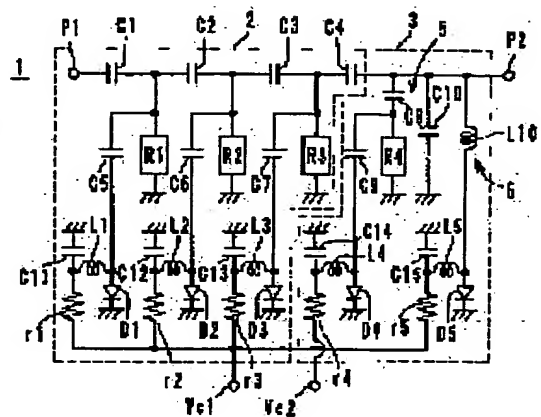 P1 C1 C2 2 C3 C4 3 5 P2
1
C8 C10
R1 R2 R3 R4 L10
C5 C6 C7 C9 6
L1 L2 L3 C14 L4 L5
C11 C12 C13 C15
r1 D1 D2 D3 D4 r5 D5
r2 r3 r4
Vc1 Vc2